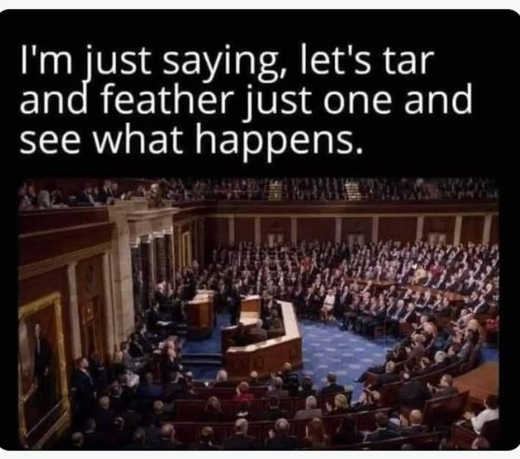 I'm just saying, let's tar
and feather just one and
see what happens.